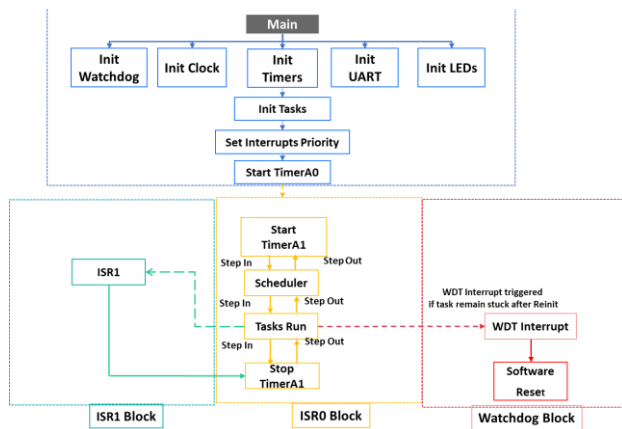 Main
Init
Watchdog
Init Clock
Init
Timers
Init
UART
Init LEDs
Init Tasks
Set Interrupts Priority
Start TimerA0
Start
TimerA1
Step In
Step Out
ISR1
Scheduler
WDT Interrupt triggered
if task remain stuck after Reinit
Step In
Step Out
Tasks Run
WDT Interrupt
Step In
Step Out
Stop
TimerA1
Software
Reset
ISR1 Block
ISR0 Block
Watchdog Block